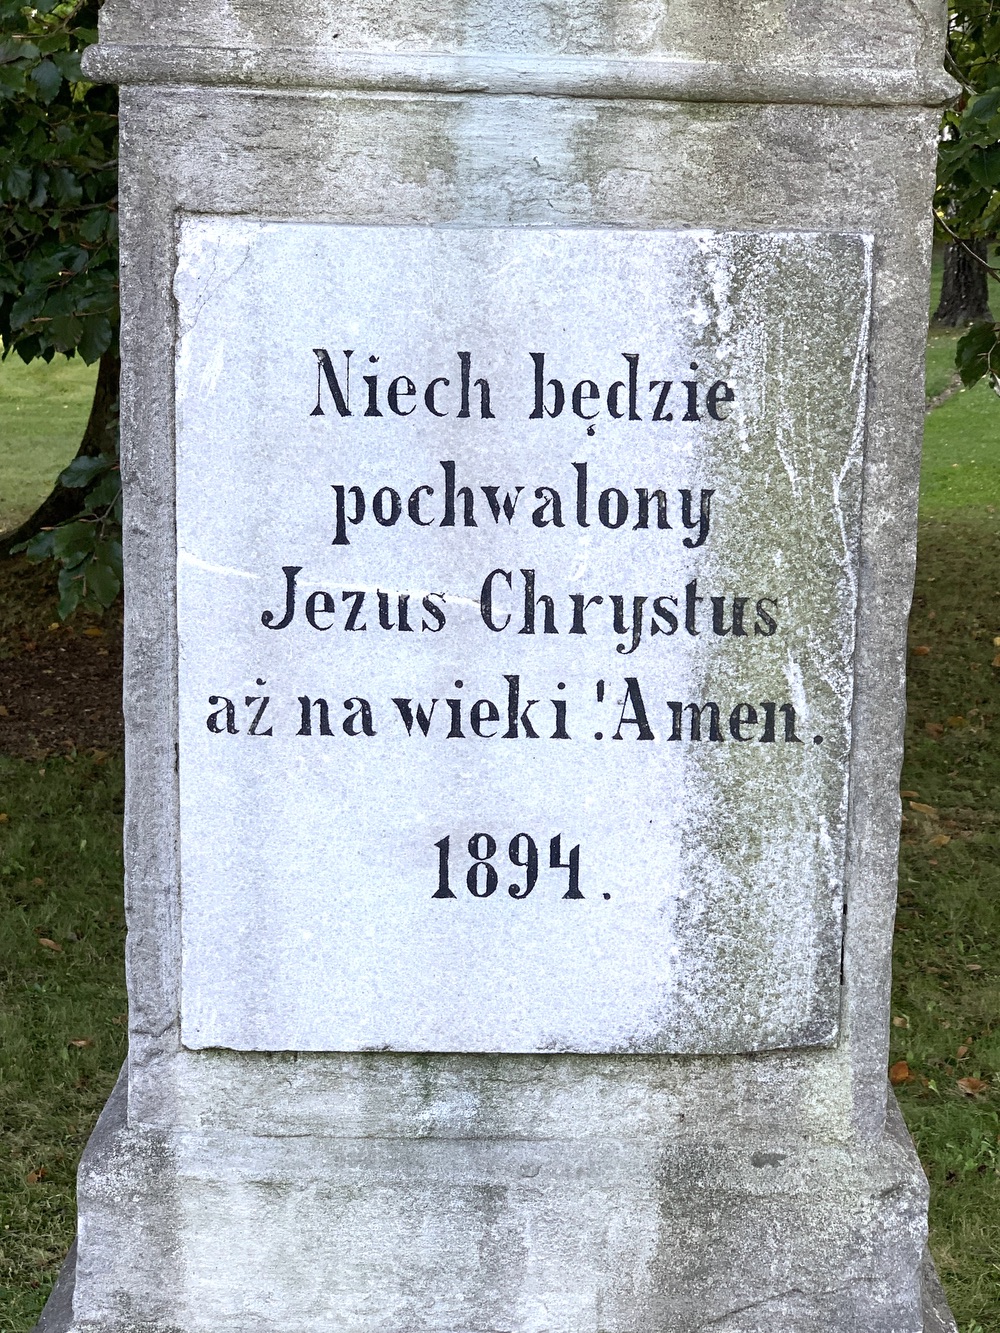 Niech będzie
pochwalony
Jezus Chrystus
aż na wieki! Amen.
1894.